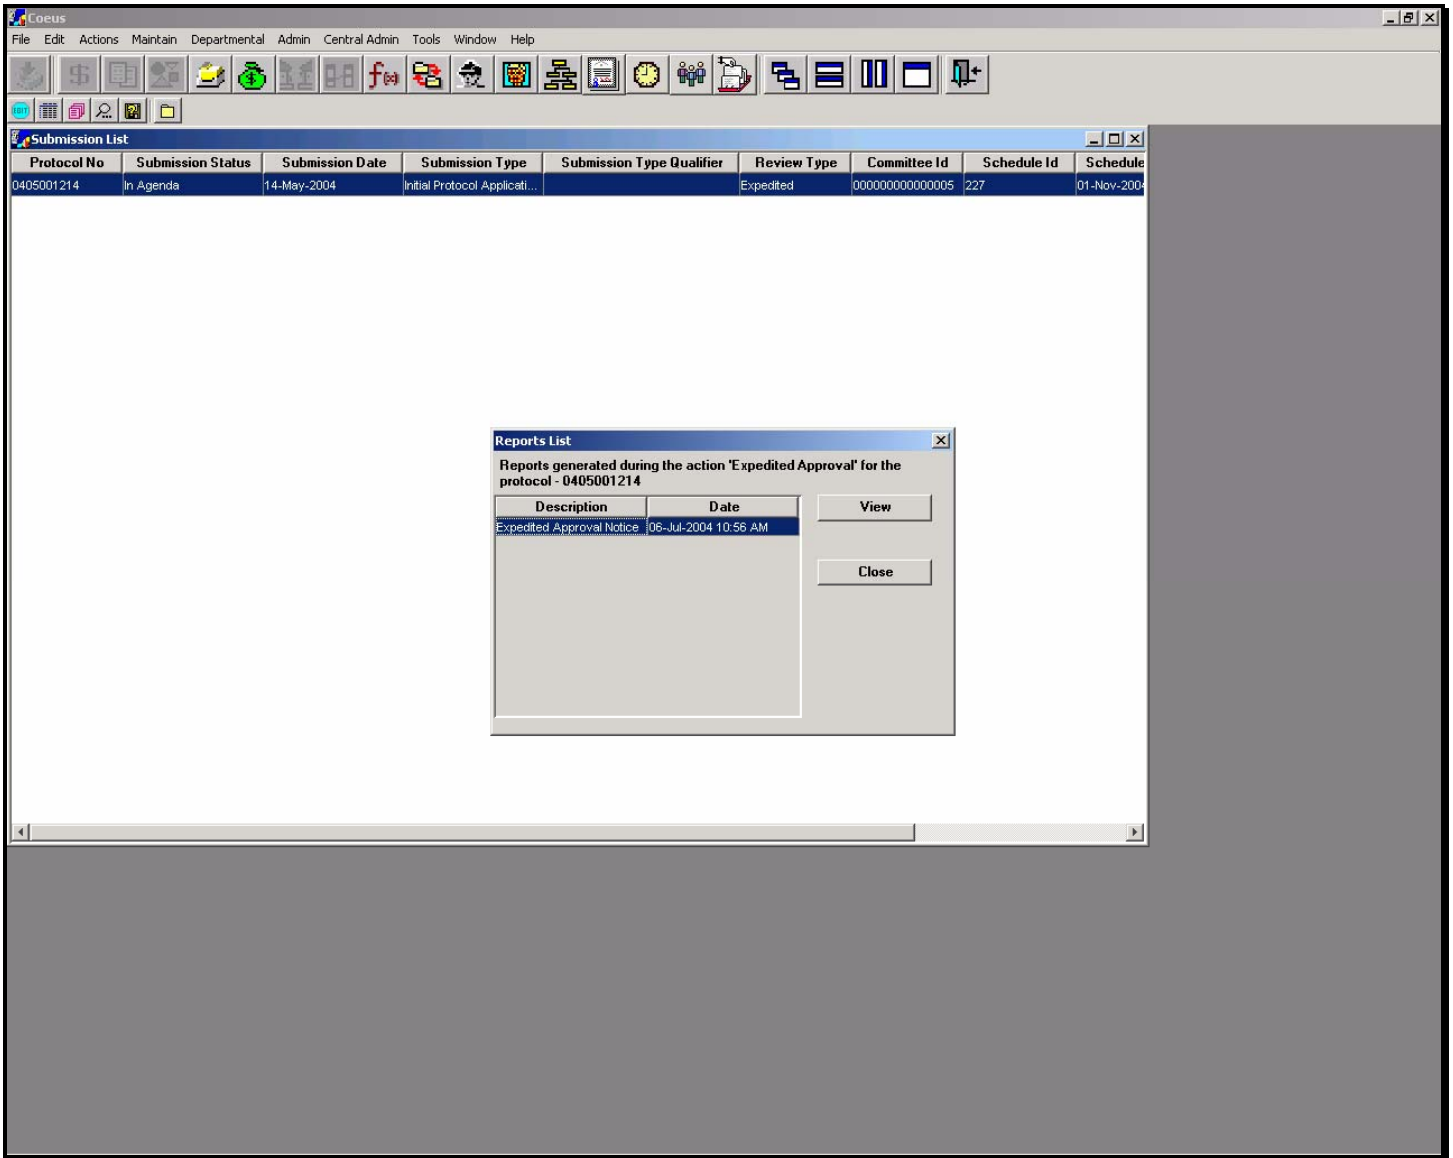 Coeus
File Edit Actions Maintain Departmental Admin Central Admin Tools Window Help
Submission List
Protocol No Submission Status Submission Date Submission Type Submission Type Qualifier Review Type Committee Id Schedule Id Schedule
0405001214 In Agenda 14-May-2004 Initial Protocol Applicati... Expedited 000000000000005 227 01-Nov-2004
Reports List
Reports generated during the action 'Expedited Approval' for the
protocol - 0405001214
Description Date View
Expedited Approval Notice 06-Jul-2004 10:56 AM
Close